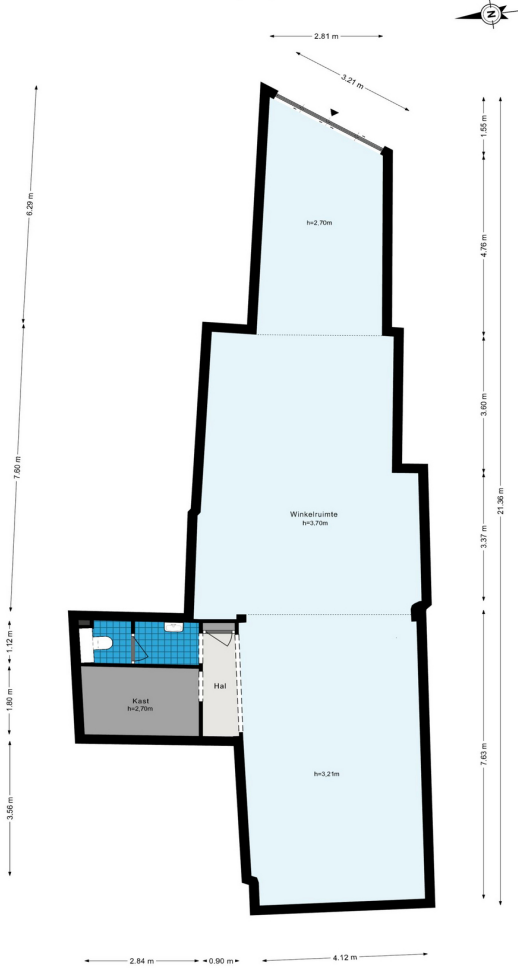 N
2.81 m
3.21 m
1.55 m
6.29 m
h=2.70m
4.76 m
3.60 m
7.60 m
21.36 m
Winkelruimte
h=3,70m
3.37 m
1.12 m
1.80 m
Kast
h=2,70m
Hal
7.63 m
3.56 m
h=3,21m
2.84 m
0.90 m
4.12 m